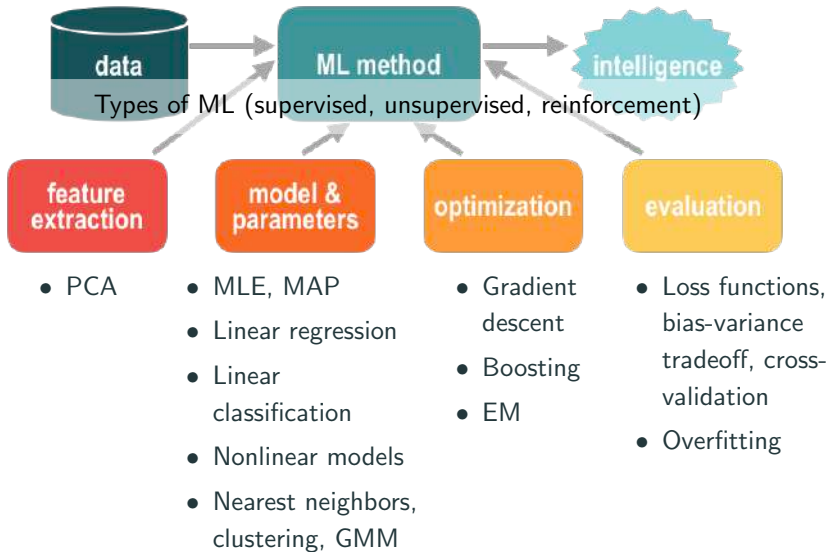 data
ML method
intelligence
Types of ML (supervised, unsupervised, reinforcement)
feature
extraction
• PCA
model &
parameters
• MLE, MAP
• Linear regression
• Linear
classification
• Nonlinear models
• Nearest neighbors,
clustering, GMM
optimization
• Gradient
descent
• Boosting
• EM
evaluation
• Loss functions,
bias-variance
tradeoff, cross-
validation
• Overfitting